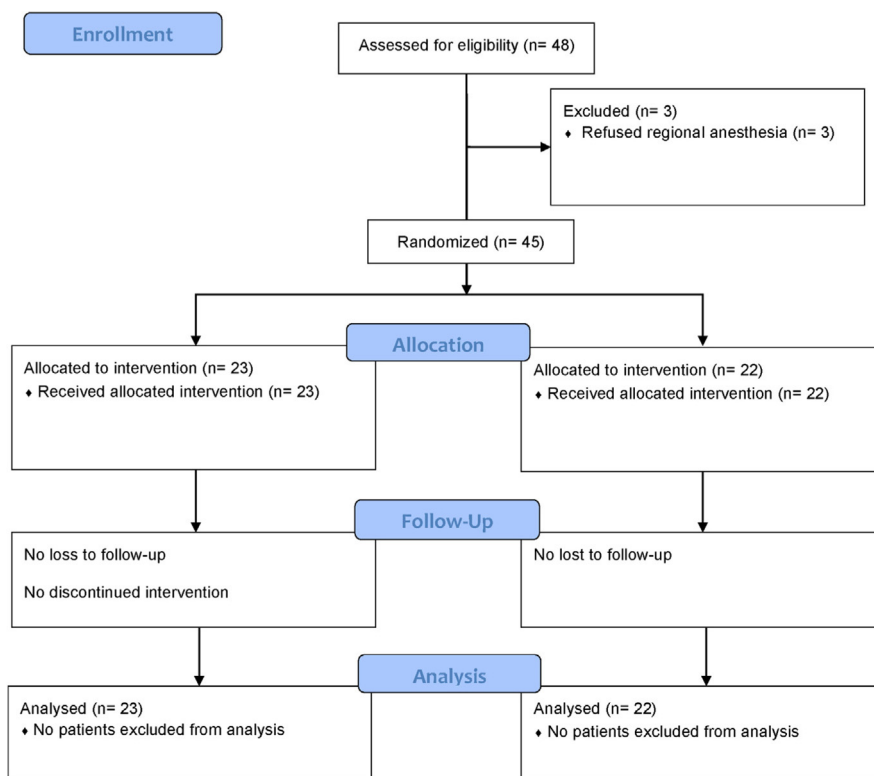 Enrollment
Assessed for eligibility (n= 48)
Excluded (n= 3)
♦ Refused regional anesthesia (n= 3)
Randomized (n= 45)
Allocation
Allocated to intervention (n= 23)
♦ Received allocated intervention (n= 23)
Allocated to intervention (n= 22)
♦ Received allocated intervention (n= 22)
Follow-Up
No loss to follow-up
No discontinued intervention
No lost to follow-up
Analysis
Analysed (n= 23)
♦ No patients excluded from analysis
Analysed (n= 22)
♦ No patients excluded from analysis